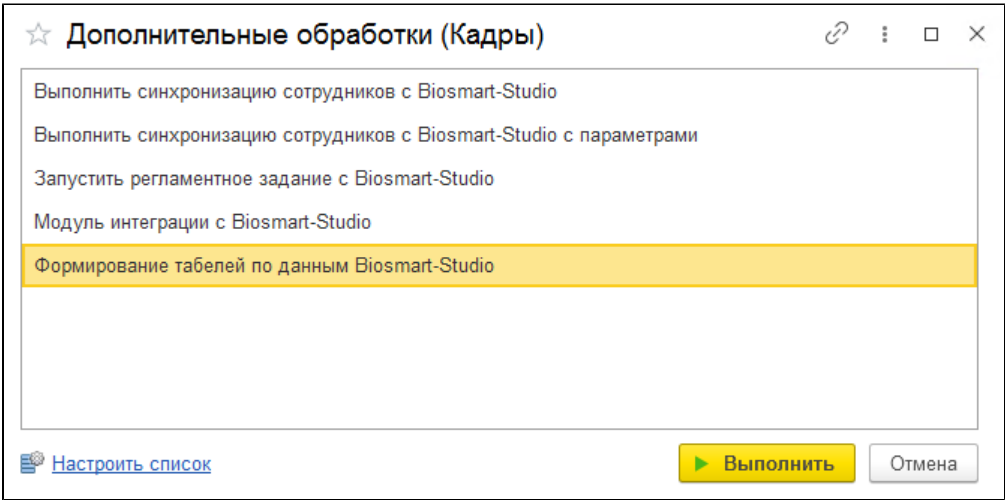 Дополнительные обработки (Кадры)
Выполнить синхронизацию сотрудников с Biosmart-Studio
Выполнить синхронизацию сотрудников с Biosmart-Studio с параметрами
Запустить регламентное задание с Biosmart-Studio
Модуль интеграции с Biosmart-Studio
Формирование табелей по данным Biosmart-Studio
Настроить список
Выполнить
Отмена